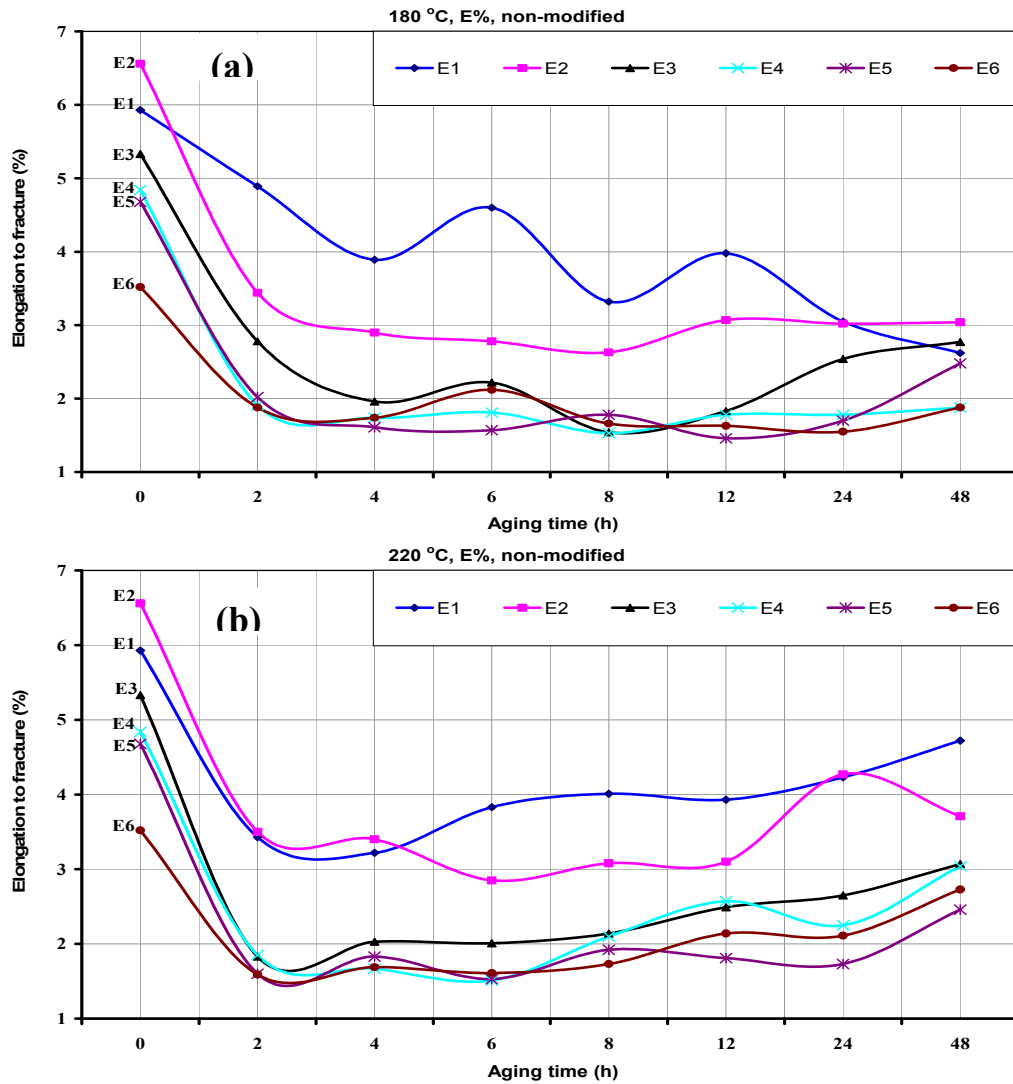 180 °C, E%, non-modified
(a)
E1 E2 E3 E4 E5 E6
7
6
5
4
3
2
1
E2
E1
E3
E4
E5
E6
Elongation to fracture (%)
0 2 4 6 8 12 24 48
Aging time (h)
220 °C, E%, non-modified
(b)
E1 E2 E3 E4 E5 E6
7
6
5
4
3
2
1
E2
E1
E3
E4
E5
E6
Elongation to fracture (%)
0 2 4 6 8 12 24 48
Aging time (h)